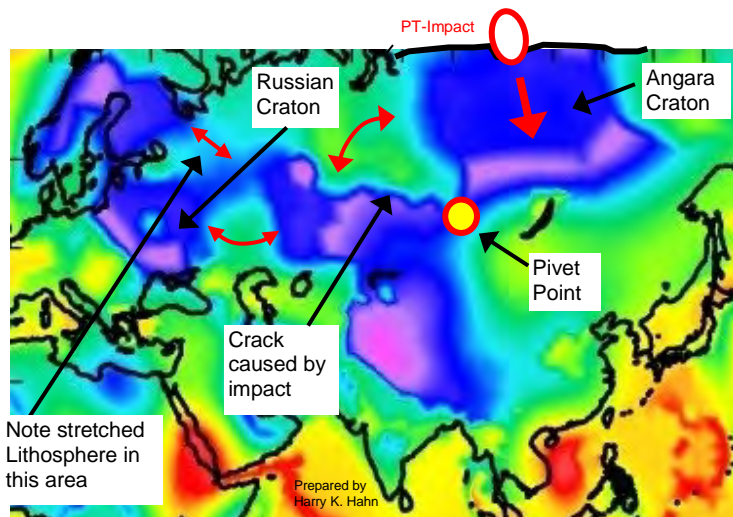 PT-Impact
Russian
Craton
Angara
Craton
Pivet
Point
Crack
caused by
impact
Note stretched
Lithosphere in
this area
Prepared by
Harry K. Hahn